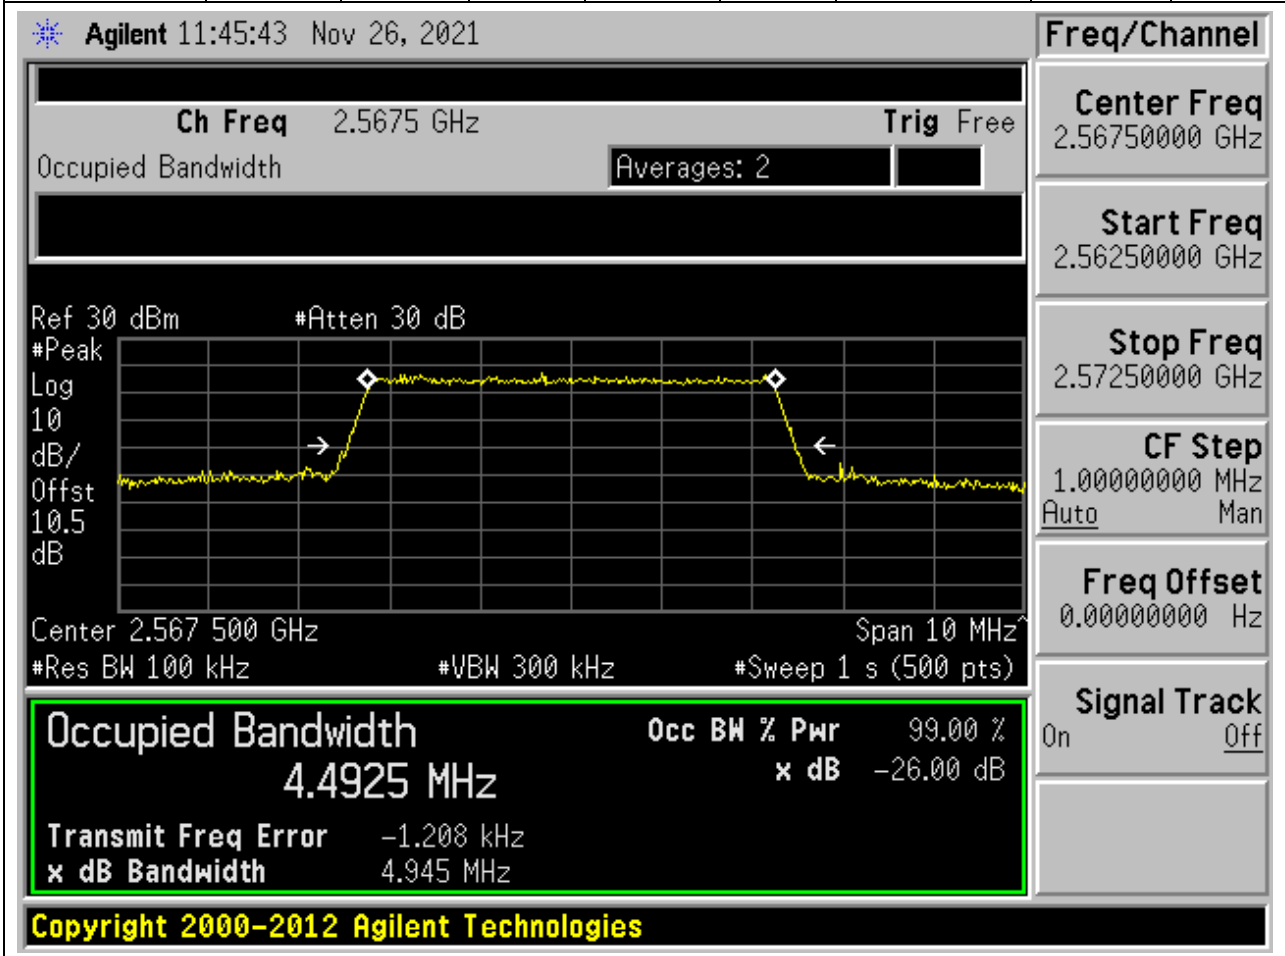 Agilent 11:45:43 Nov 26, 2021
Freq/Channel
Ch Freq 2.5675 GHz Trig Free
Occupied Bandwidth Averages: 2
Center Freq
2.56750000 GHz
Start Freq
2.56250000 GHz
Stop Freq
2.57250000 GHz
CF Step
1.00000000 MHz
Auto Man
Freq Offset
0.00000000 Hz
Signal Track
On Off
Ref 30 dBm #Atten 30 dB
#Peak
Log
10
dB/
Offst
10.5
dB
Center 2.567 500 GHz Span 10 MHz^
#Res BW 100 kHz #VBW 300 kHz #Sweep 1 s (500 pts)
Occupied Bandwidth Occ BW % Pwr 99.00 %
4.4925 MHz x dB -26.00 dB
Transmit Freq Error -1.208 kHz
x dB Bandwidth 4.945 MHz
Copyright 2000-2012 Agilent Technologies